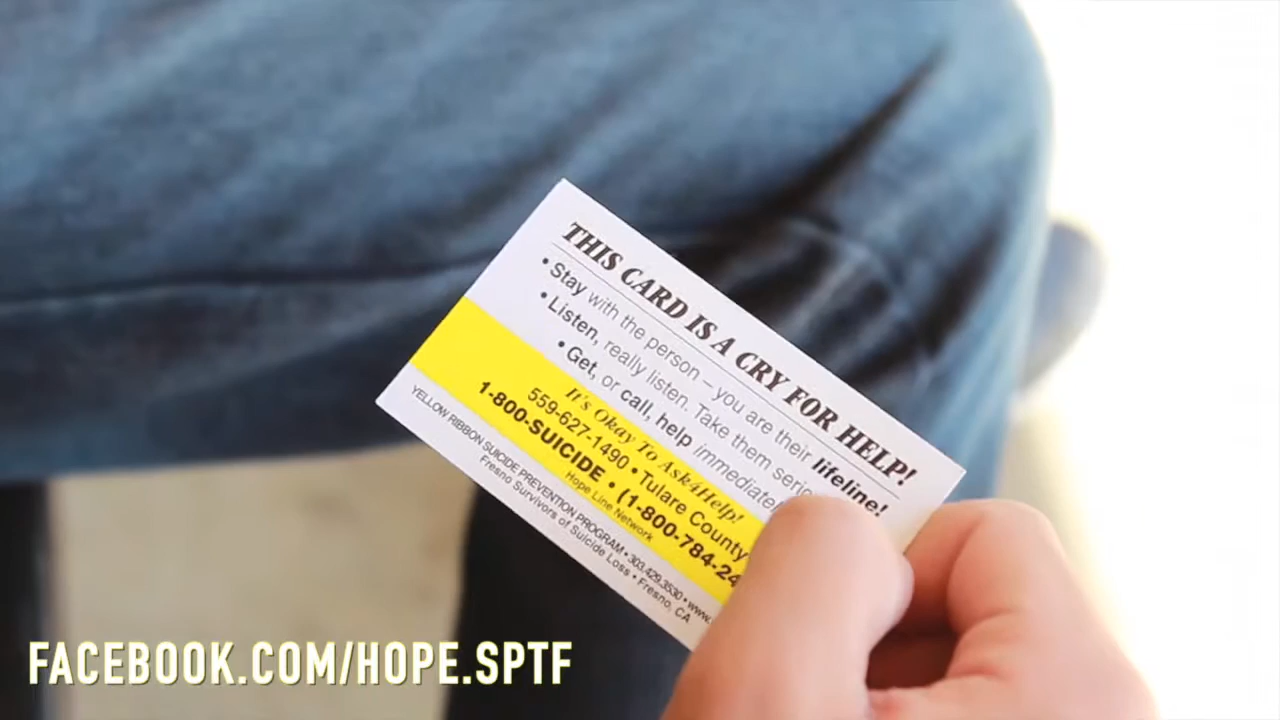 THIS CARD IS A CRY FOR HELP!
• Stay with the person – you are their lifeline!
• Listen, really listen. Take them
• Get, or call, help
It's Okay To Ask4Help!
559-627-1490 • Tulare County
1-800-SUICIDE • (1-800-784-24
Hope Line Network
YELLOW RIBBON SUICIDE PREVENTION PROGRAM • 303.429.3530 • www.
Fresno Survivors of Suicide Loss • Fresno, CA
FACEBOOK.COM/HOPE.SPTF